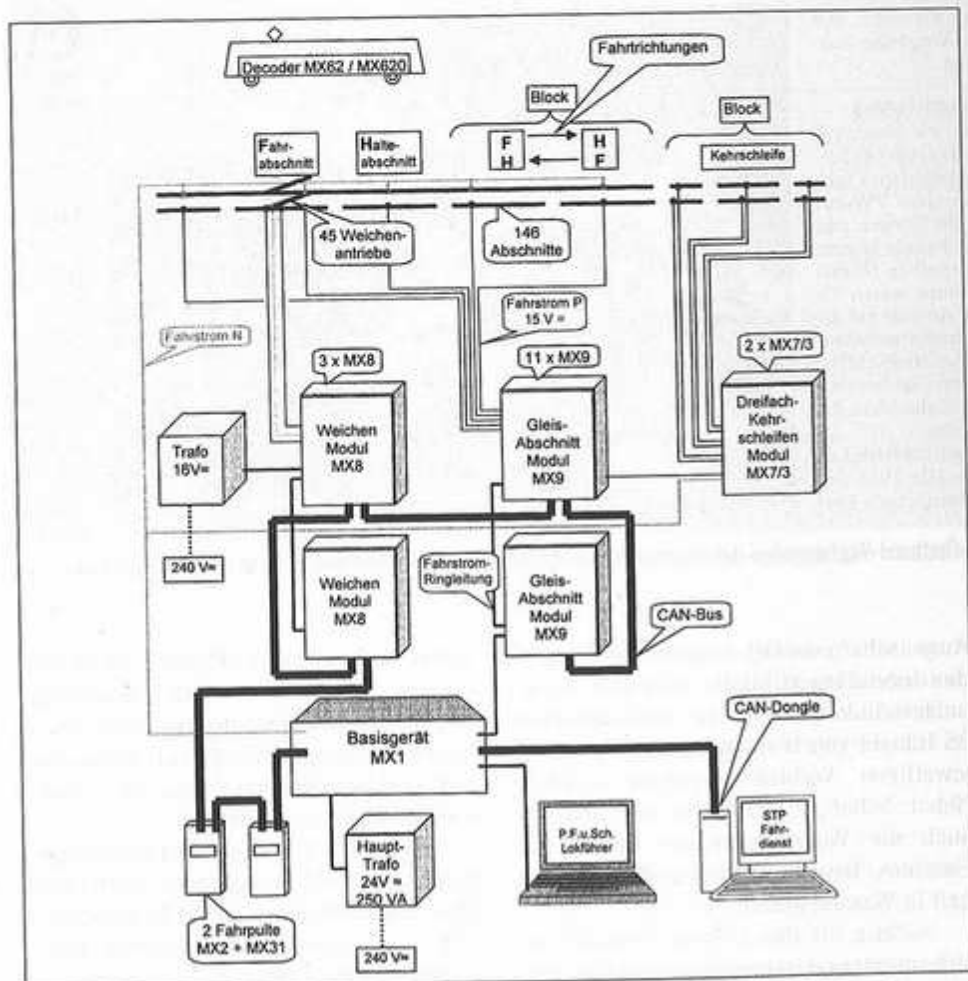 Decoder MX62 / MX620
Fahrtrichtungen
Block
Block
Fahr-
abschnitt
Halte-
abschnitt
F
H
H
F
Kehrschleife
45 Weichen-
antriebe
146
Abschnitte
Fahrstrom P
15 V =
Fahrstrom N
3 x MX8
11 x MX9
2 x MX7/3
Trafo
16V=
Weichen
Modul
MX8
Gleis-
Abschnitt
Modul
MX9
Dreifach-
Kehr-
schleifen
Modul
MX7/3
240 V=
Weichen
Modul
MX8
Fahrstrom-
Ringleitung
Gleis-
Abschnitt
Modul
MX9
CAN-Bus
CAN-Dongle
Basisgerät
MX1
P.F.u.Sch.
Lokführer
STP
Fahr-
dienst
Haupt-
Trafo
24V =
250 VA
2 Fahrpulte
MX2 + MX31
240 V=